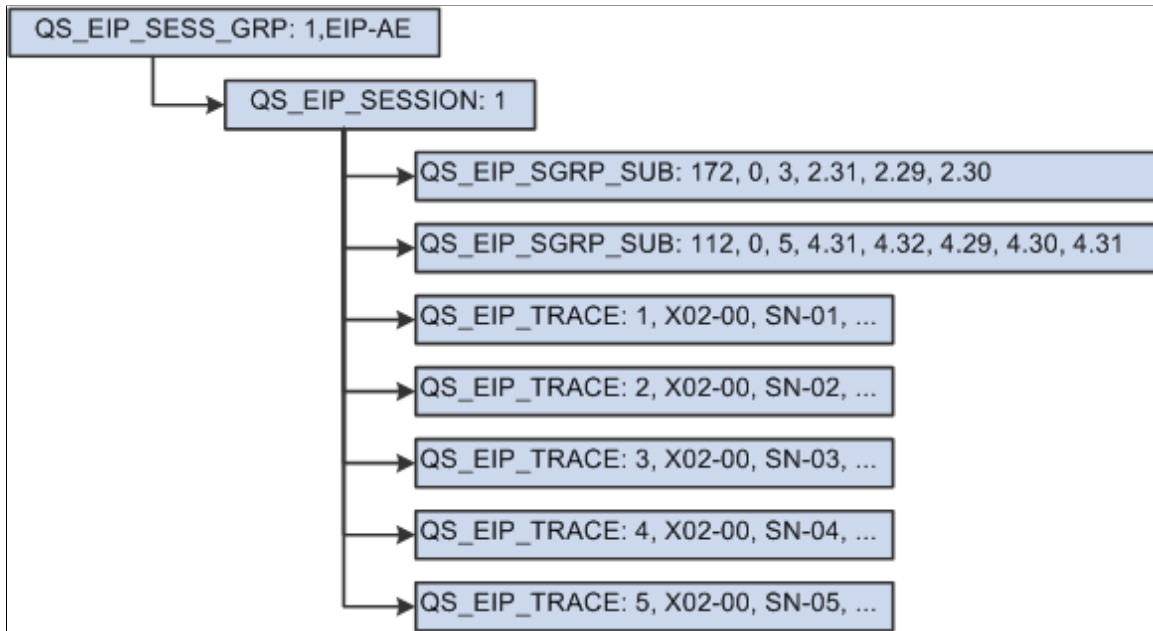 QS_EIP_SESS_GRP: 1,EIP-AE
QS_EIP_SESSION: 1
QS_EIP_SGRP_SUB: 172, 0, 3, 2.31, 2.29, 2.30
QS_EIP_SGRP_SUB: 112, 0, 5, 4.31, 4.32, 4.29, 4.30, 4.31
QS_EIP_TRACE: 1, X02-00, SN-01, ...
QS_EIP_TRACE: 2, X02-00, SN-02, ...
QS_EIP_TRACE: 3, X02-00, SN-03, ...
QS_EIP_TRACE: 4, X02-00, SN-04, ...
QS_EIP_TRACE: 5, X02-00, SN-05, ...